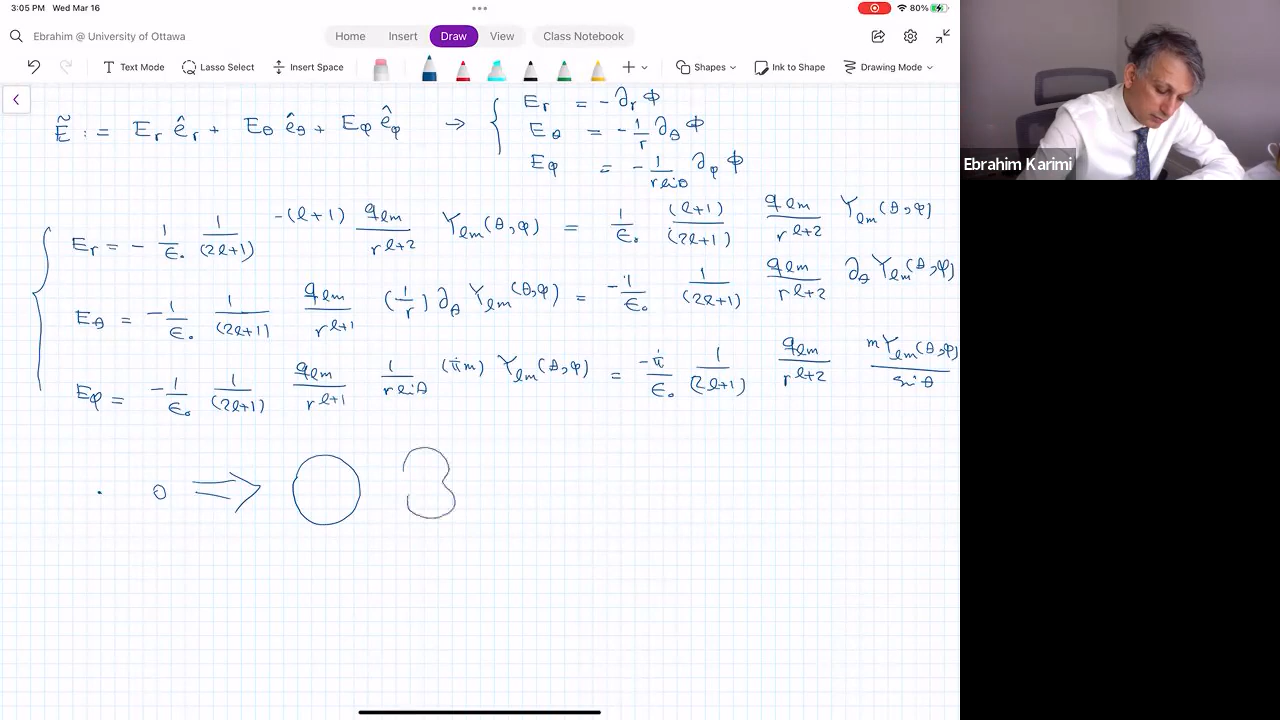 3:05 PM Wed Mar 16
80%
Ebrahim @ University of Ottawa
Home Insert Draw View Class Notebook
Text Mode Lasso Select Insert Space Shapes Ink to Shape Drawing Mode
Ẽ := E_r ê_r + E_θ ê_θ + E_φ ê_φ → { E_r = -∂_r Φ
E_θ = -1/r ∂_θ Φ
E_φ = -1/(r sinθ) ∂_φ Φ
E_r = - 1/ε₀ 1/(2l+1) -(l+1) q_lm/r^(l+2) Y_lm(θ,φ) = 1/ε₀ (l+1)/(2l+1) q_lm/r^(l+2) Y_lm(θ,φ)
E_θ = -1/ε₀ 1/(2l+1) q_lm/r^(l+1) (1/r) ∂_θ Y_lm(θ,φ) = -1/ε₀ 1/(2l+1) q_lm/r^(l+2) ∂_θ Y_lm(θ,φ)
E_φ = -1/ε₀ 1/(2l+1) q_lm/r^(l+1) 1/(r sinθ) (i m) Y_lm(θ,φ) = -i/ε₀ 1/(2l+1) q_lm/r^(l+2) m Y_lm(θ,φ)/sinθ
Ebrahim Karimi